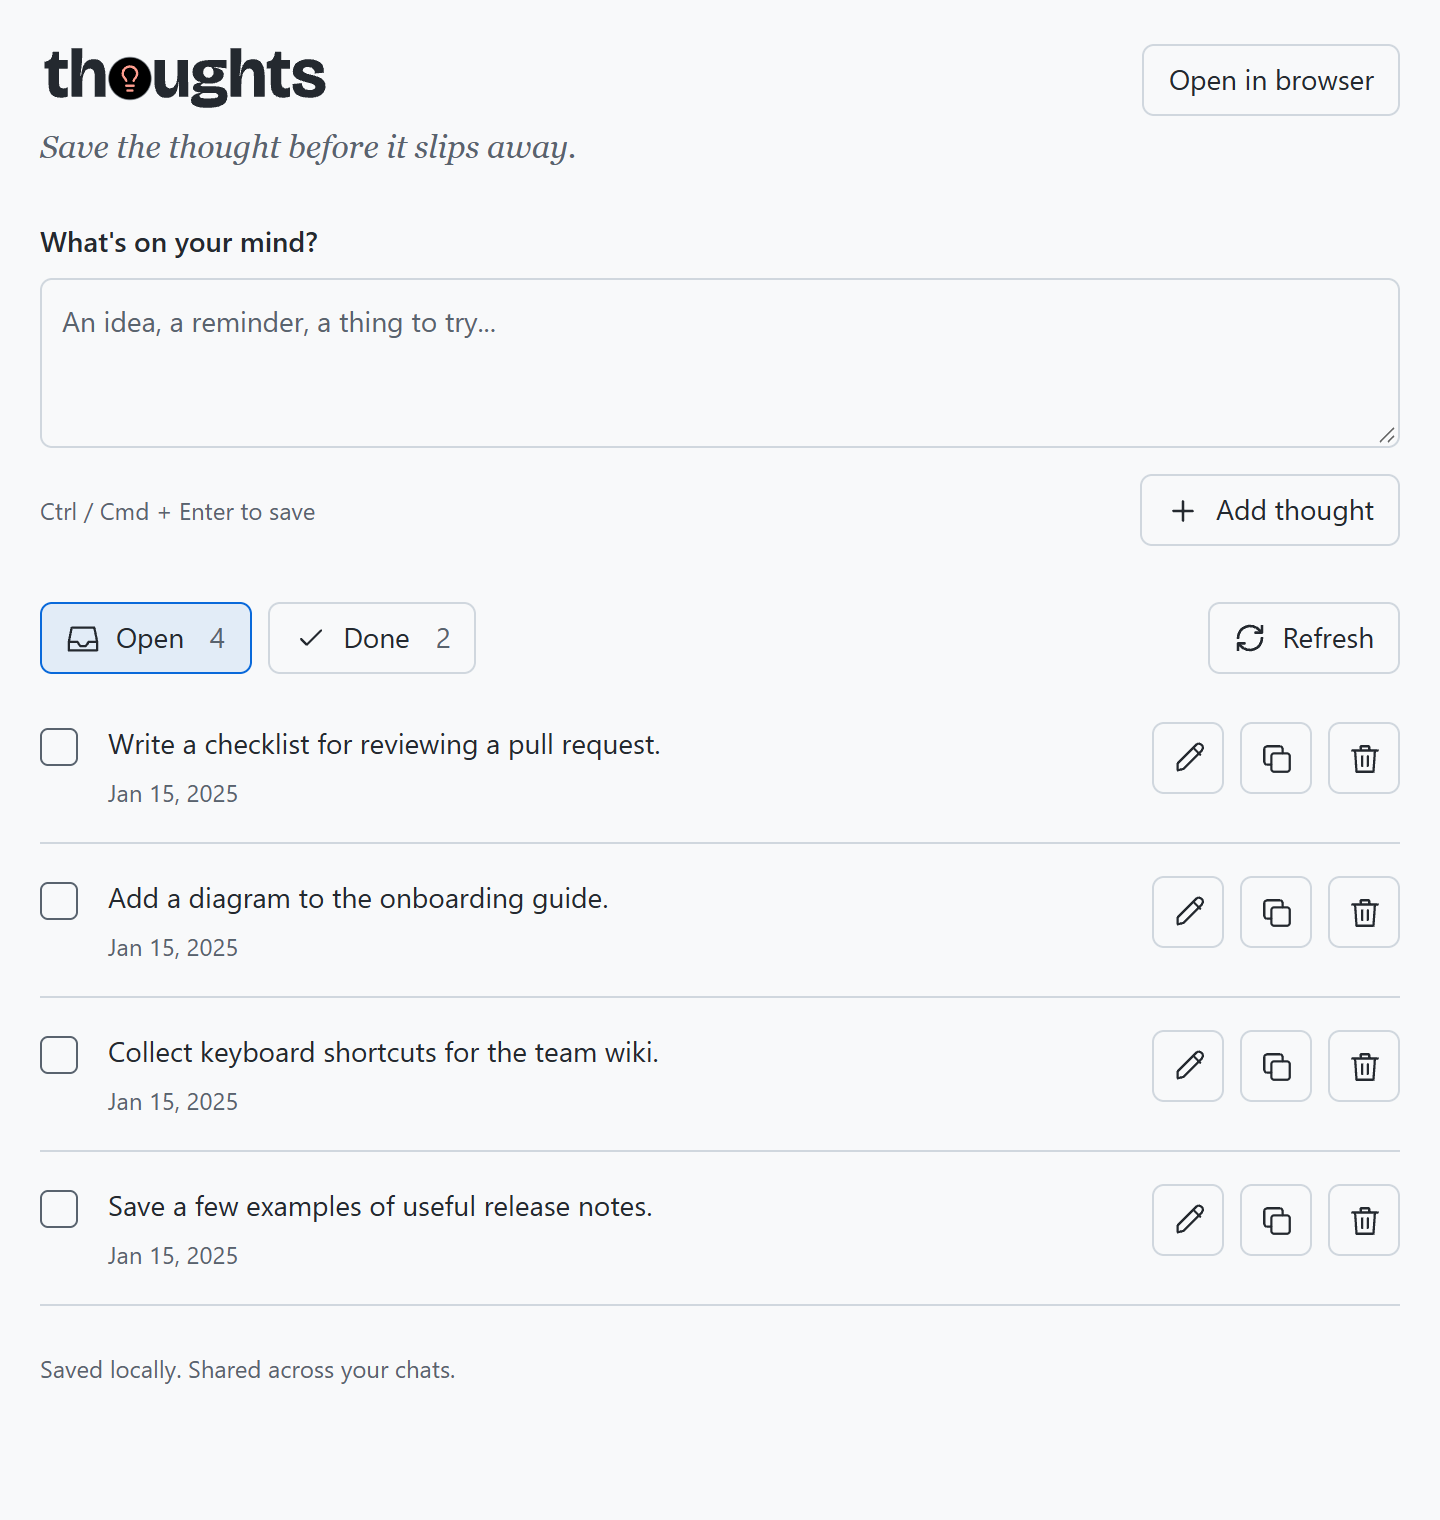 thoughts
Open in browser
Save the thought before it slips away.
What's on your mind?
An idea, a reminder, a thing to try...
Ctrl / Cmd + Enter to save
Add thought
Open 4
Done 2
Refresh
Write a checklist for reviewing a pull request.
Jan 15, 2025
Add a diagram to the onboarding guide.
Jan 15, 2025
Collect keyboard shortcuts for the team wiki.
Jan 15, 2025
Save a few examples of useful release notes.
Jan 15, 2025
Saved locally. Shared across your chats.